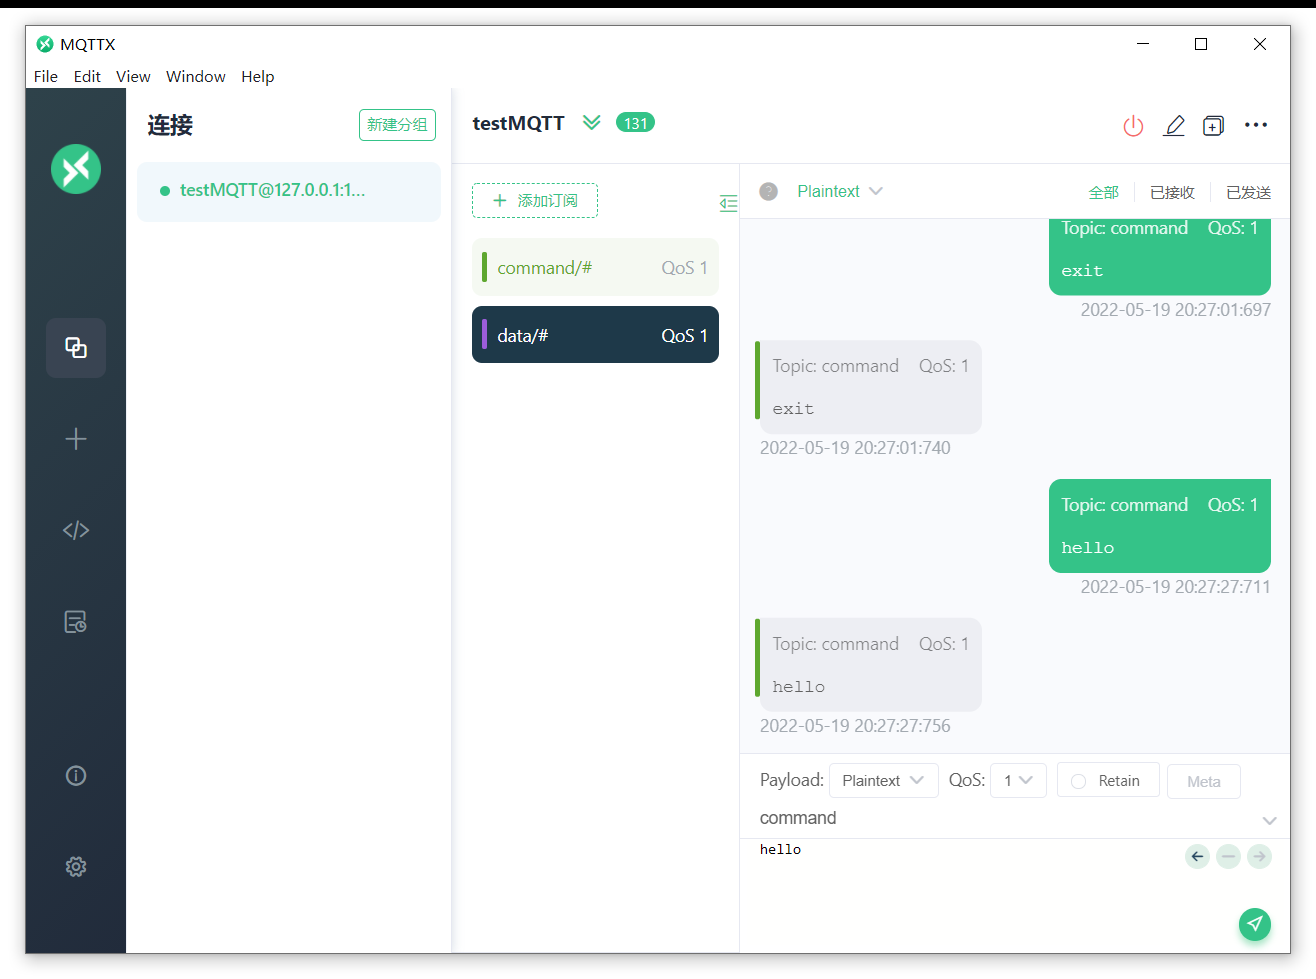 MQTTX
File Edit View Window Help
连接
新建分组
testMQTT@127.0.0.1:1...
testMQTT 131
添加订阅
command/# QoS 1
data/# QoS 1
Plaintext
全部 已接收 已发送
Topic: command QoS: 1
exit
2022-05-19 20:27:01:697
Topic: command QoS: 1
exit
2022-05-19 20:27:01:740
Topic: command QoS: 1
hello
2022-05-19 20:27:27:711
Topic: command QoS: 1
hello
2022-05-19 20:27:27:756
Payload: Plaintext QoS: 1 Retain Meta
command
hello